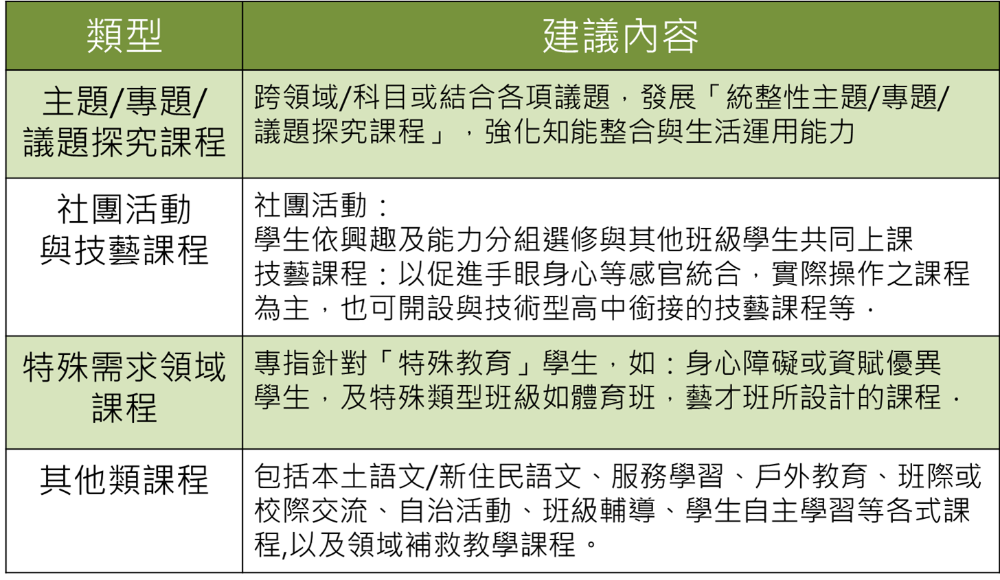 類型
建議內容
主題/專題/
議題探究課程
跨領域/科目或結合各項議題，發展「統整性主題/專題/
議題探究課程」，強化知能整合與生活運用能力
社團活動
與技藝課程
社團活動：
學生依興趣及能力分組選修與其他班級學生共同上課
技藝課程：以促進手眼身心等感官統合，實際操作之課程
為主，也可開設與技術型高中銜接的技藝課程等．
特殊需求領域
課程
專指針對「特殊教育」學生，如：身心障礙或資賦優異
學生，及特殊類型班級如體育班，藝才班所設計的課程．
其他類課程
包括本土語文/新住民語文、服務學習、戶外教育、班際或
校際交流、自治活動、班級輔導、學生自主學習等各式課
程,以及領域補救教學課程。